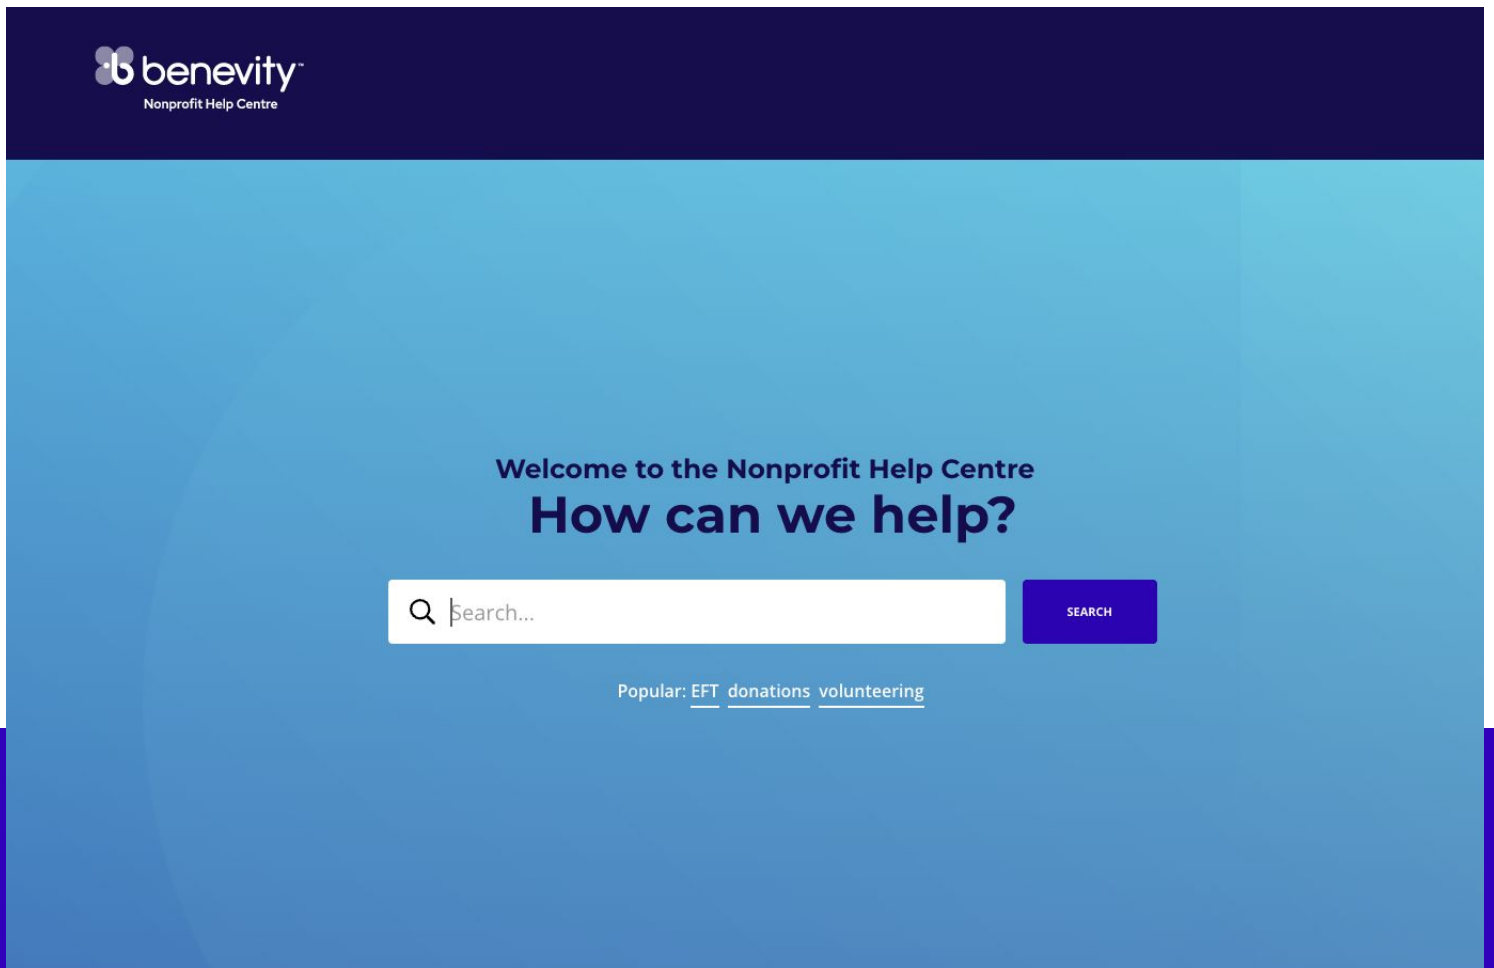 benevity™
Nonprofit Help Centre
Welcome to the Nonprofit Help Centre
How can we help?
Search...
SEARCH
Popular: EFT donations volunteering